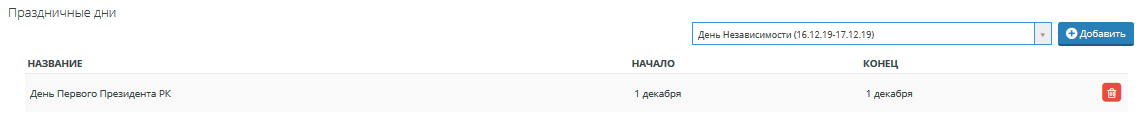 Праздничные дни
День Независимости (16.12.19-17.12.19)
Добавить
НАЗВАНИЕ НАЧАЛО КОНЕЦ
День Первого Президента РК 1 декабря 1 декабря